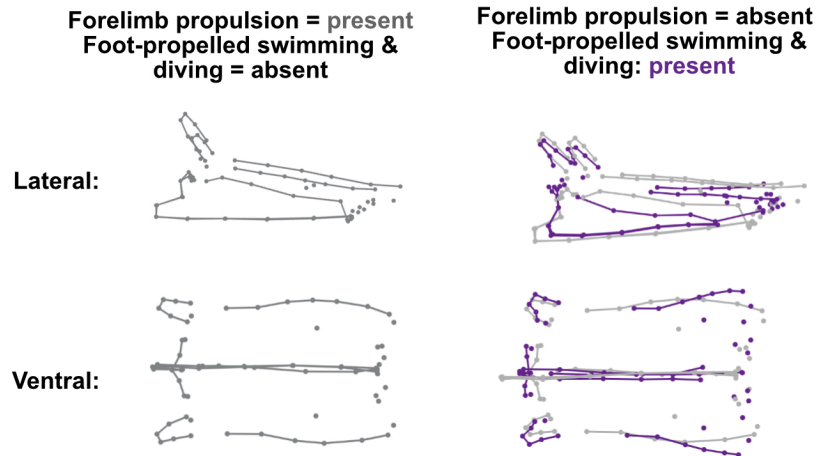 Forelimb propulsion = present
Foot-propelled swimming &
diving = absent
Forelimb propulsion = absent
Foot-propelled swimming &
diving: present
Lateral:
Ventral: